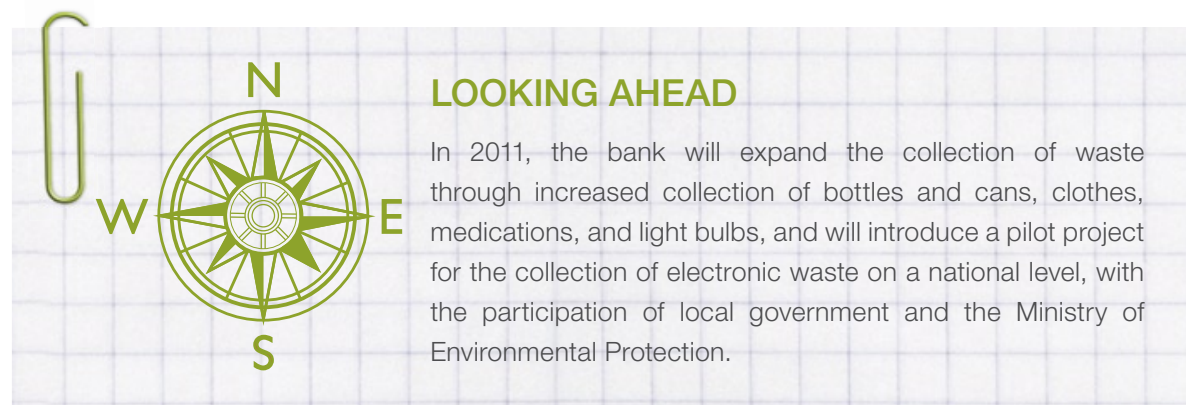 N
W
E
S
LOOKING AHEAD
In 2011, the bank will expand the collection of waste
through increased collection of bottles and cans, clothes,
medications, and light bulbs, and will introduce a pilot project
for the collection of electronic waste on a national level, with
the participation of local government and the Ministry of
Environmental Protection.